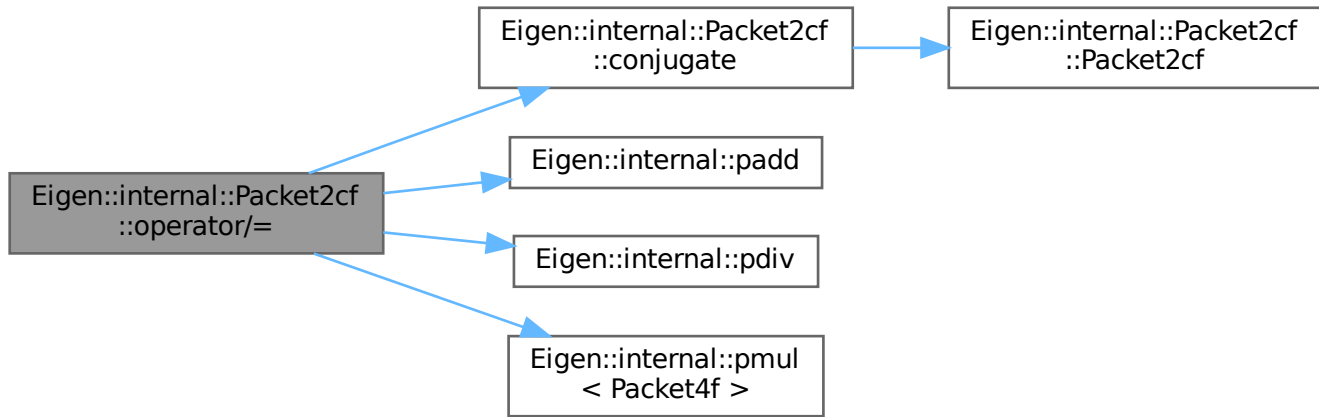 Eigen::internal::Packet2cf
::operator/=
Eigen::internal::Packet2cf
::conjugate
Eigen::internal::Packet2cf
::Packet2cf
Eigen::internal::padd
Eigen::internal::pdiv
Eigen::internal::pmul
< Packet4f >